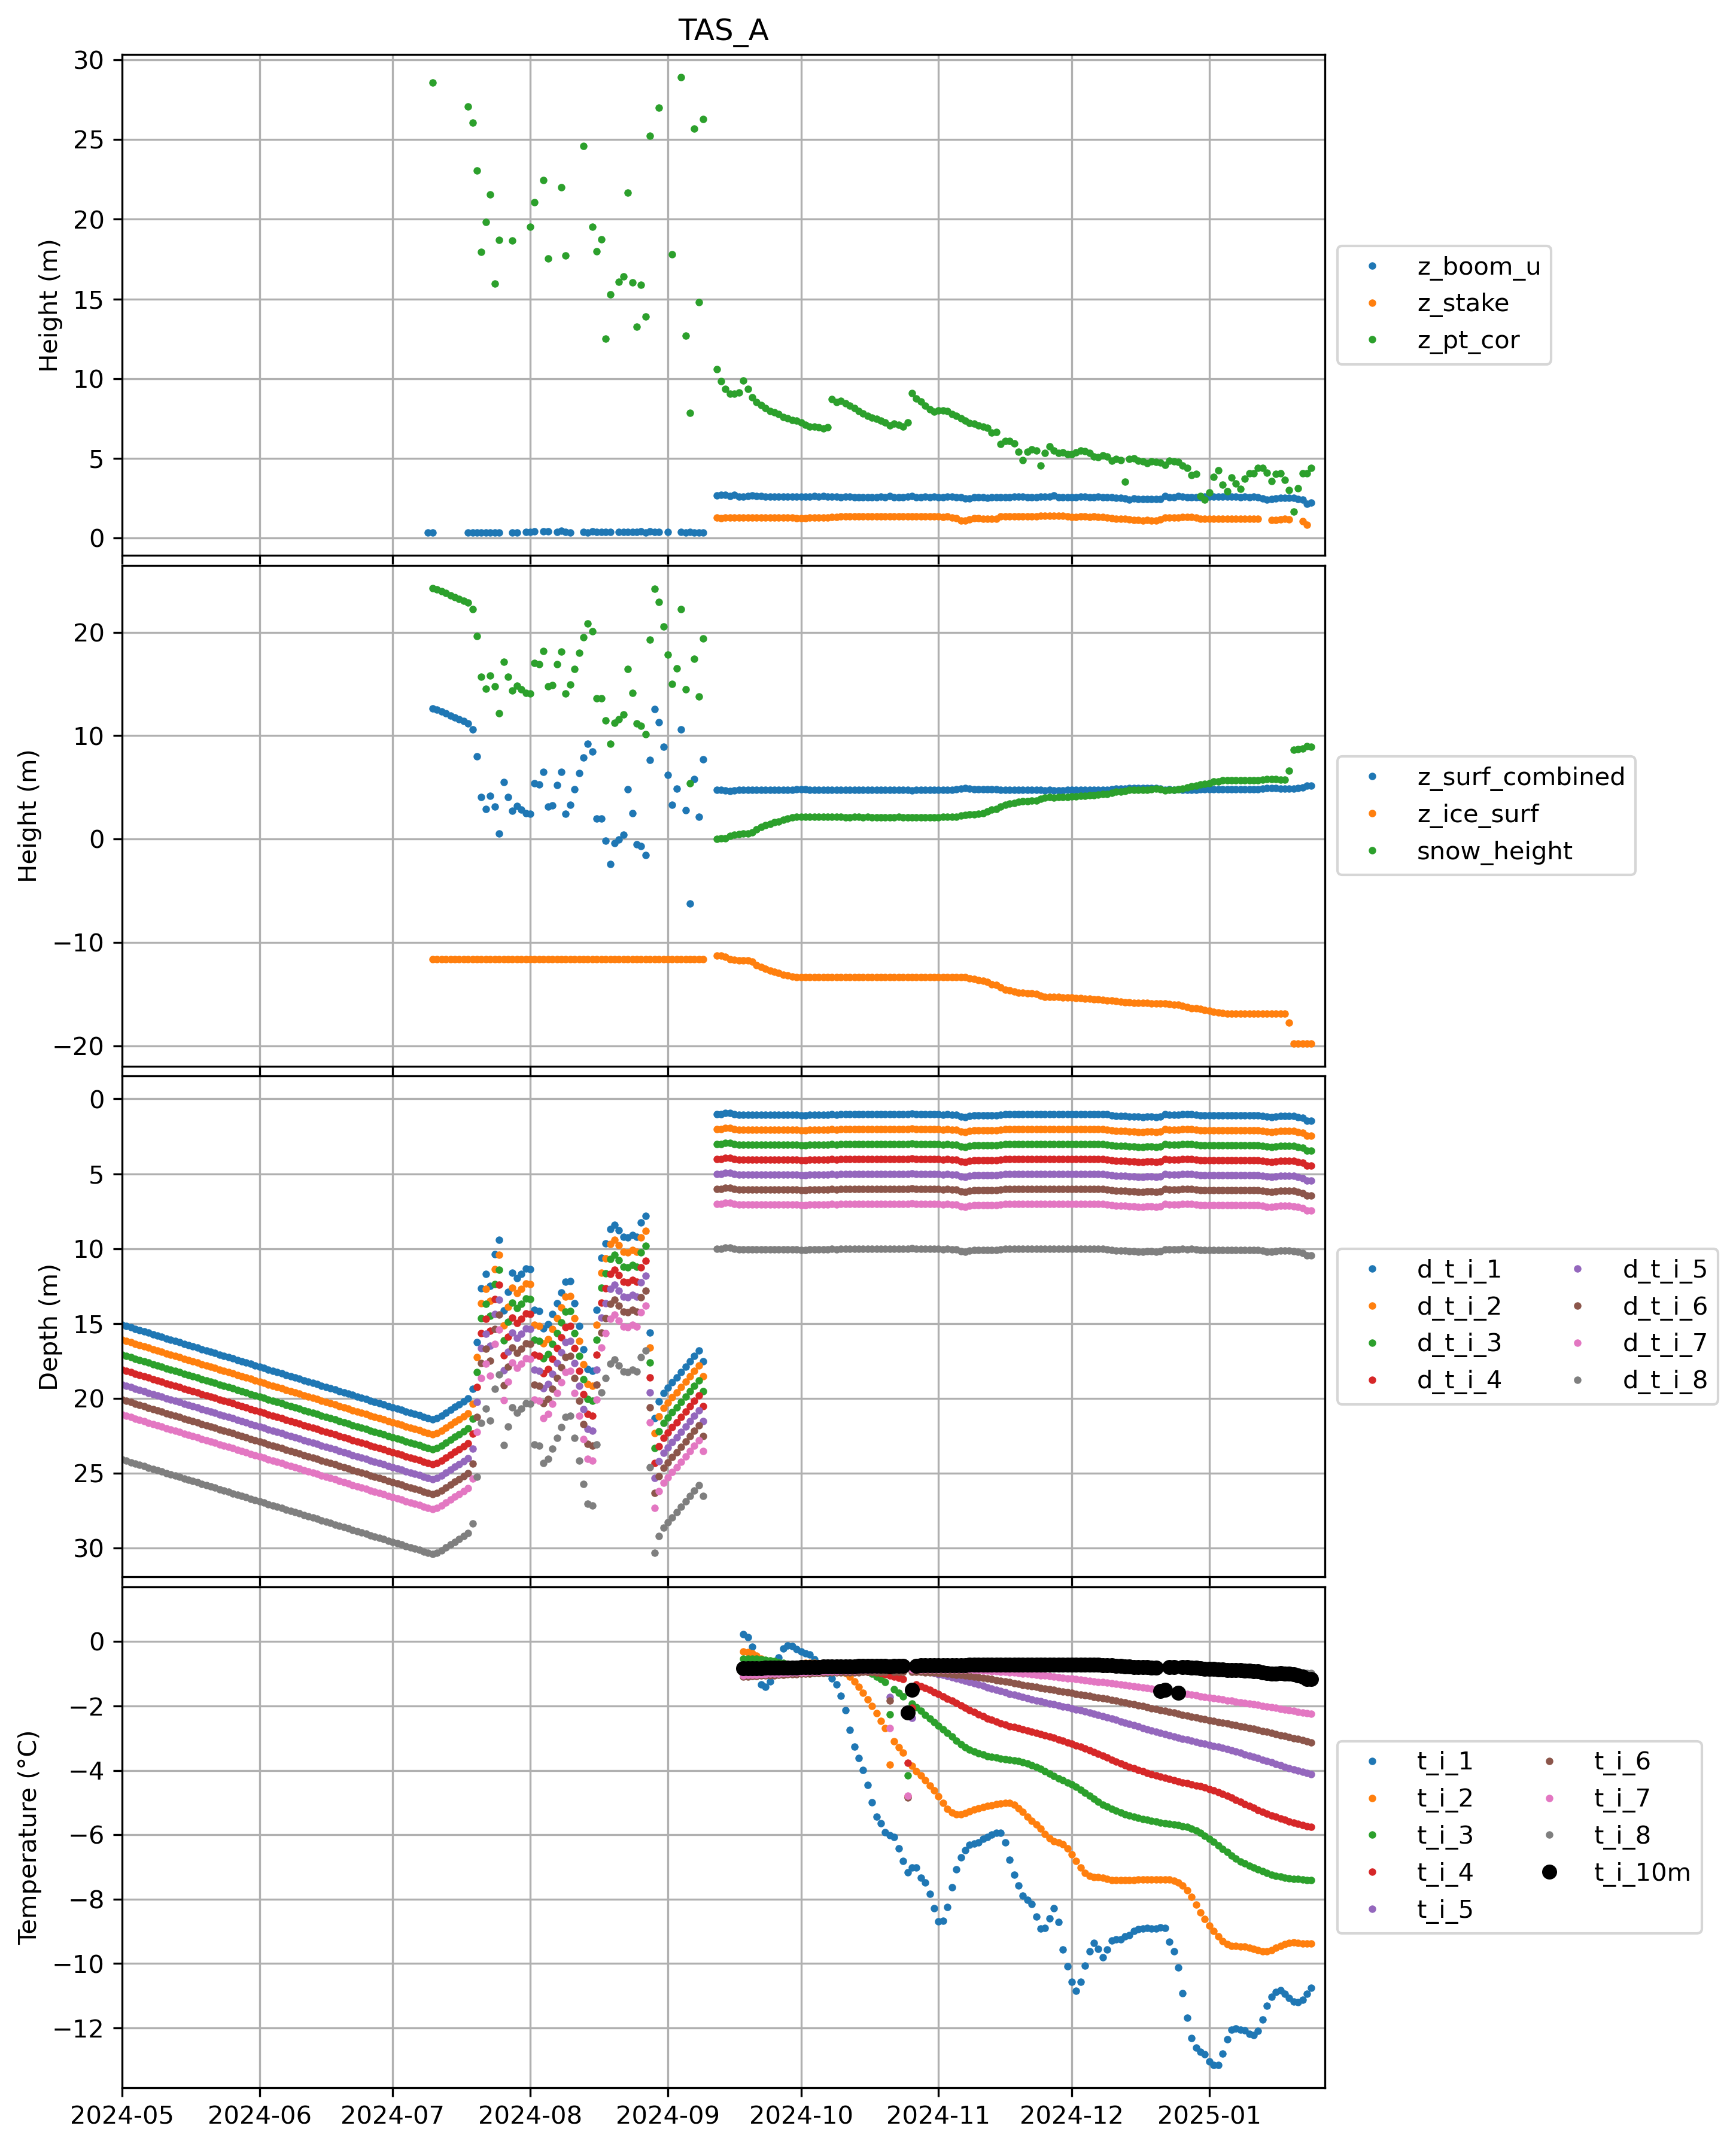 TAS_A
30
25
20
15
10
5
0
Height (m)
z_boom_u
z_stake
z_pt_cor
20
10
0
−10
−20
Height (m)
z_surf_combined
z_ice_surf
snow_height
0
5
10
15
20
25
30
Depth (m)
d_t_i_1 d_t_i_5
d_t_i_2 d_t_i_6
d_t_i_3 d_t_i_7
d_t_i_4 d_t_i_8
0
−2
−4
−6
−8
−10
−12
Temperature (°C)
t_i_1 t_i_6
t_i_2 t_i_7
t_i_3 t_i_8
t_i_4 t_i_10m
t_i_5
2024-05 2024-06 2024-07 2024-08 2024-09 2024-10 2024-11 2024-12 2025-01